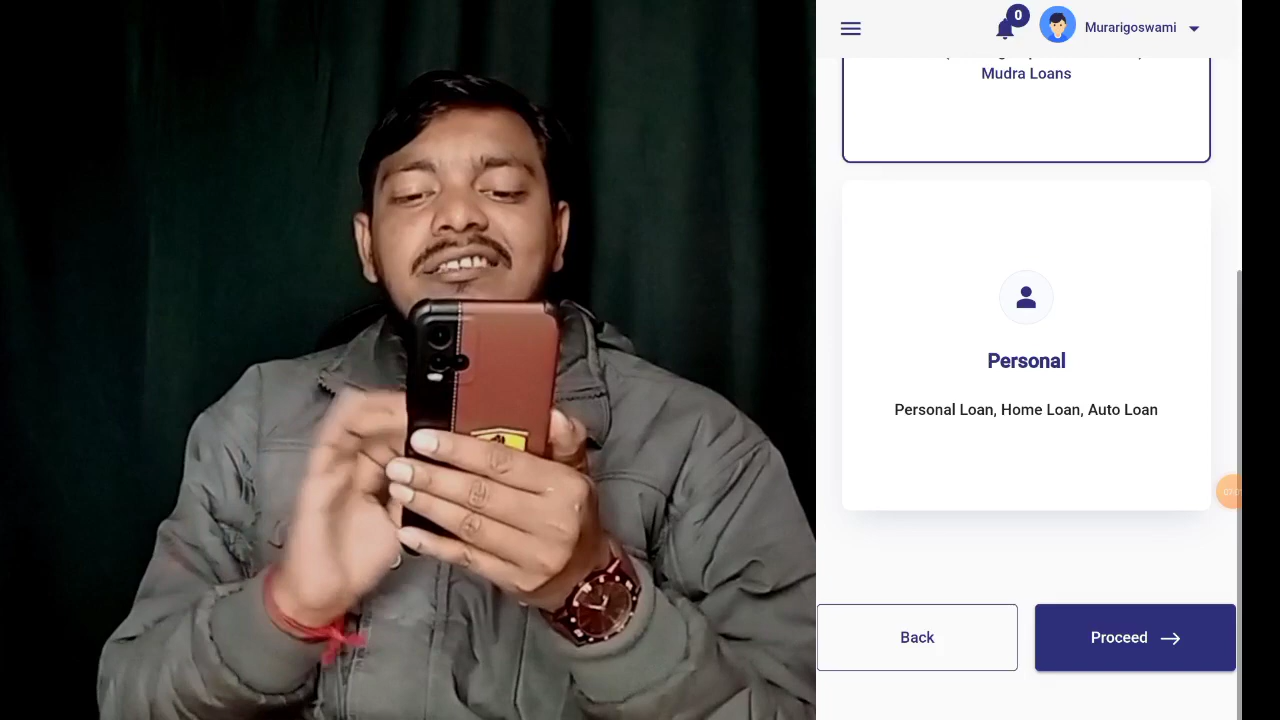 0
Murarigoswami
Mudra Loans
Personal
Personal Loan, Home Loan, Auto Loan
Back
Proceed